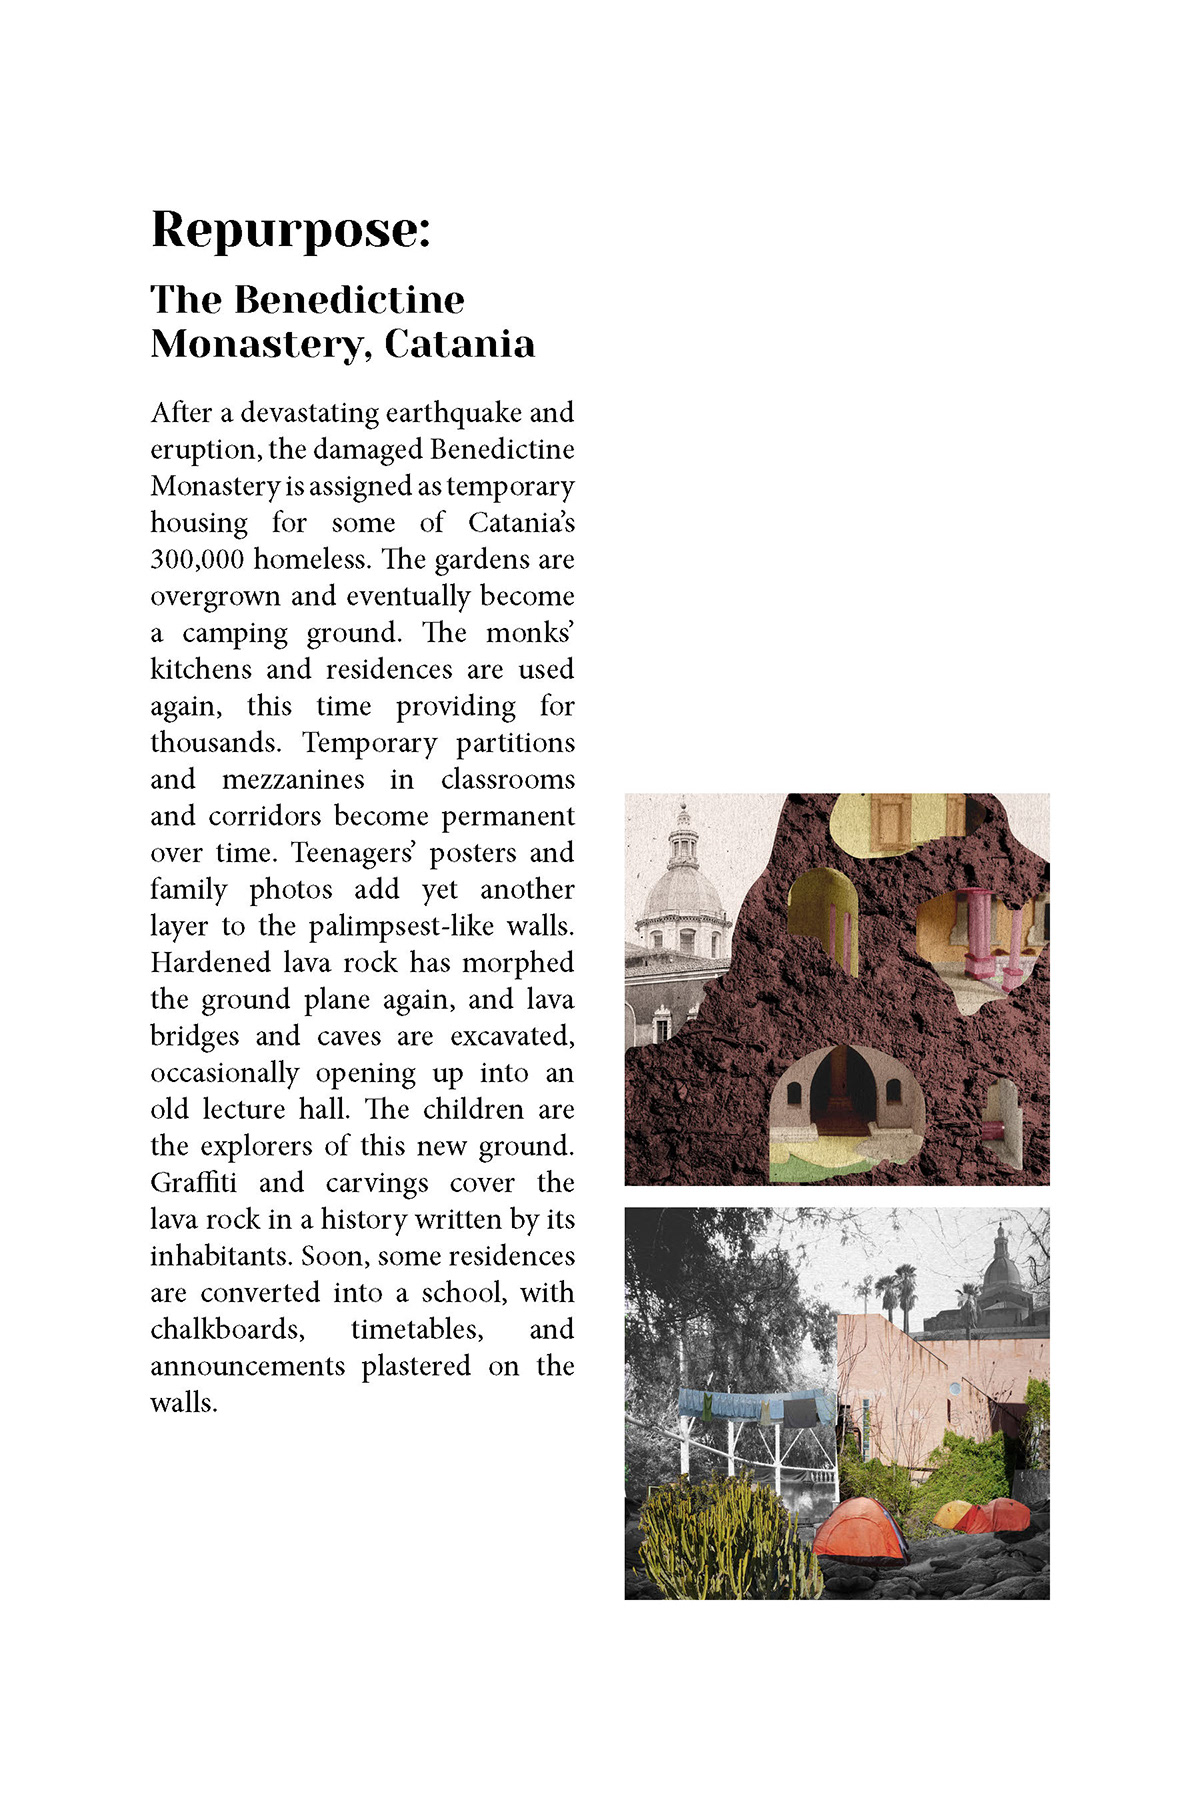 Repurpose:
The Benedictine
Monastery, Catania
After a devastating earthquake and
eruption, the damaged Benedictine
Monastery is assigned as temporary
housing for some of Catania’s
300,000 homeless. The gardens are
overgrown and eventually become
a camping ground. The monks’
kitchens and residences are used
again, this time providing for
thousands. Temporary partitions
and mezzanines in classrooms
and corridors become permanent
over time. Teenagers’ posters and
family photos add yet another
layer to the palimpsest-like walls.
Hardened lava rock has morphed
the ground plane again, and lava
bridges and caves are excavated,
occasionally opening up into an
old lecture hall. The children are
the explorers of this new ground.
Graffiti and carvings cover the
lava rock in a history written by its
inhabitants. Soon, some residences
are converted into a school, with
chalkboards, timetables, and
announcements plastered on the
walls.